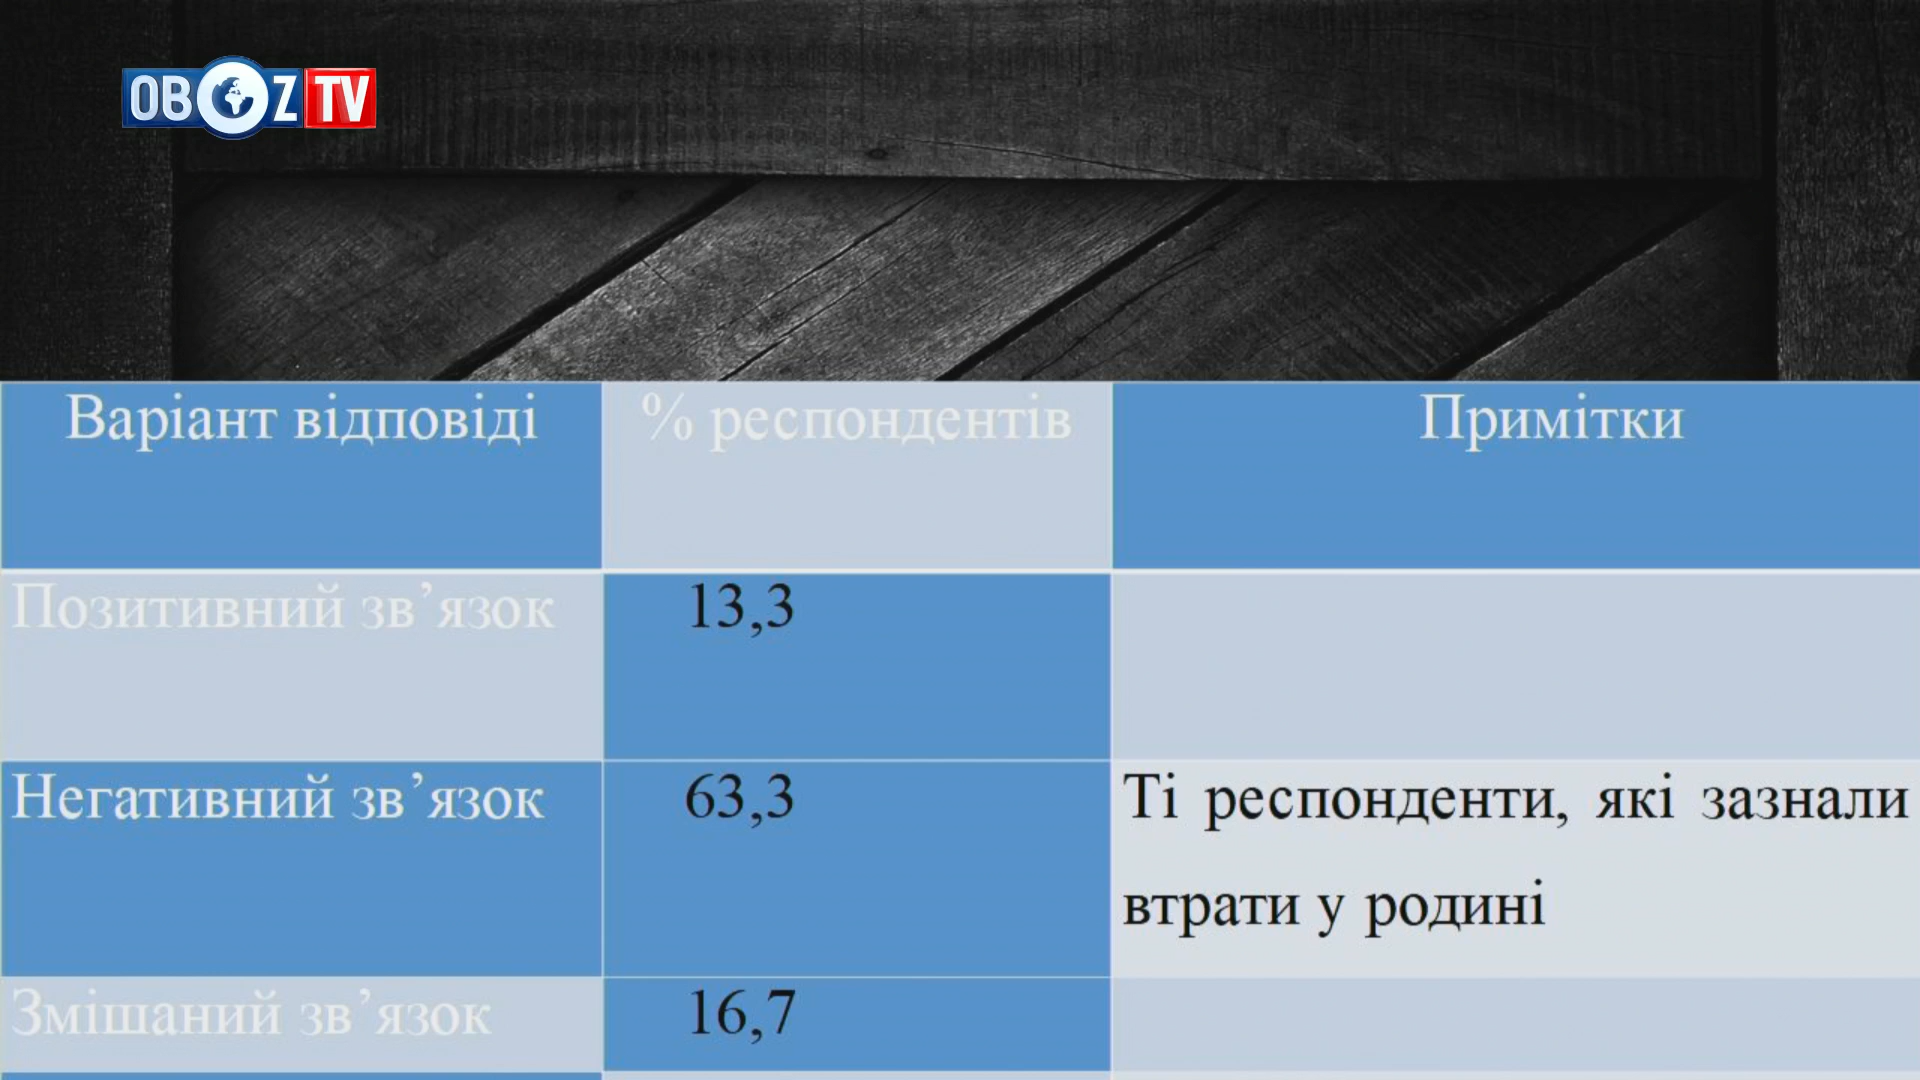 OBOZ TV
Варіант відповіді
% респондентів
Примітки
Позитивний зв’язок
13,3
Негативний зв’язок
63,3
Ті респонденти, які зазнали
втрати у родині
Змішаний зв’язок
16,7